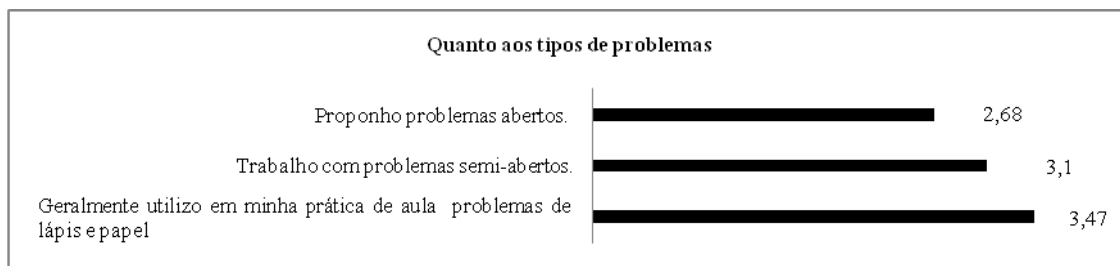 Quanto aos tipos de problemas
Proponho problemas abertos.
2,68
Trabalho com problemas semi-abertos.
3,1
Geralmente utilizo em minha prática de aula problemas de
lápis e papel
3,47